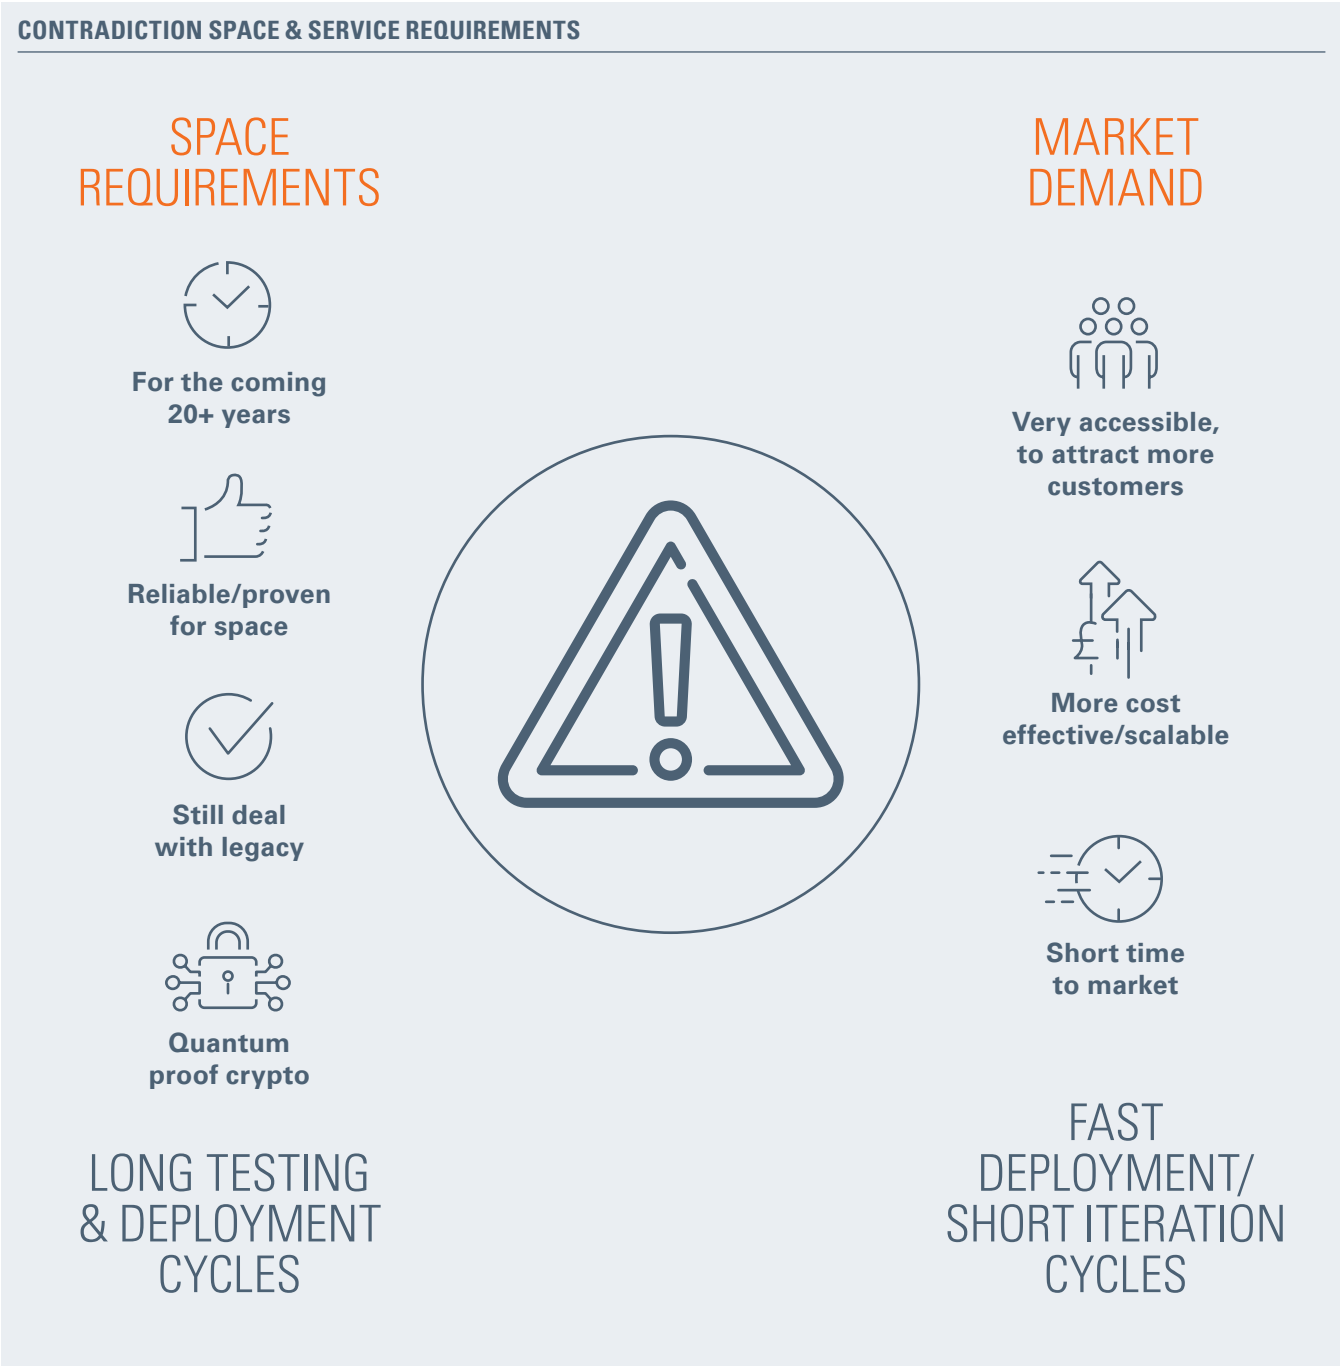 CONTRADICTION SPACE & SERVICE REQUIREMENTS
SPACE
REQUIREMENTS
For the coming
20+ years
Reliable/proven
for space
Still deal
with legacy
Quantum
proof crypto
LONG TESTING
& DEPLOYMENT
CYCLES
MARKET
DEMAND
Very accessible,
to attract more
customers
£
More cost
effective/scalable
Short time
to market
FAST
DEPLOYMENT/
SHORT ITERATION
CYCLES